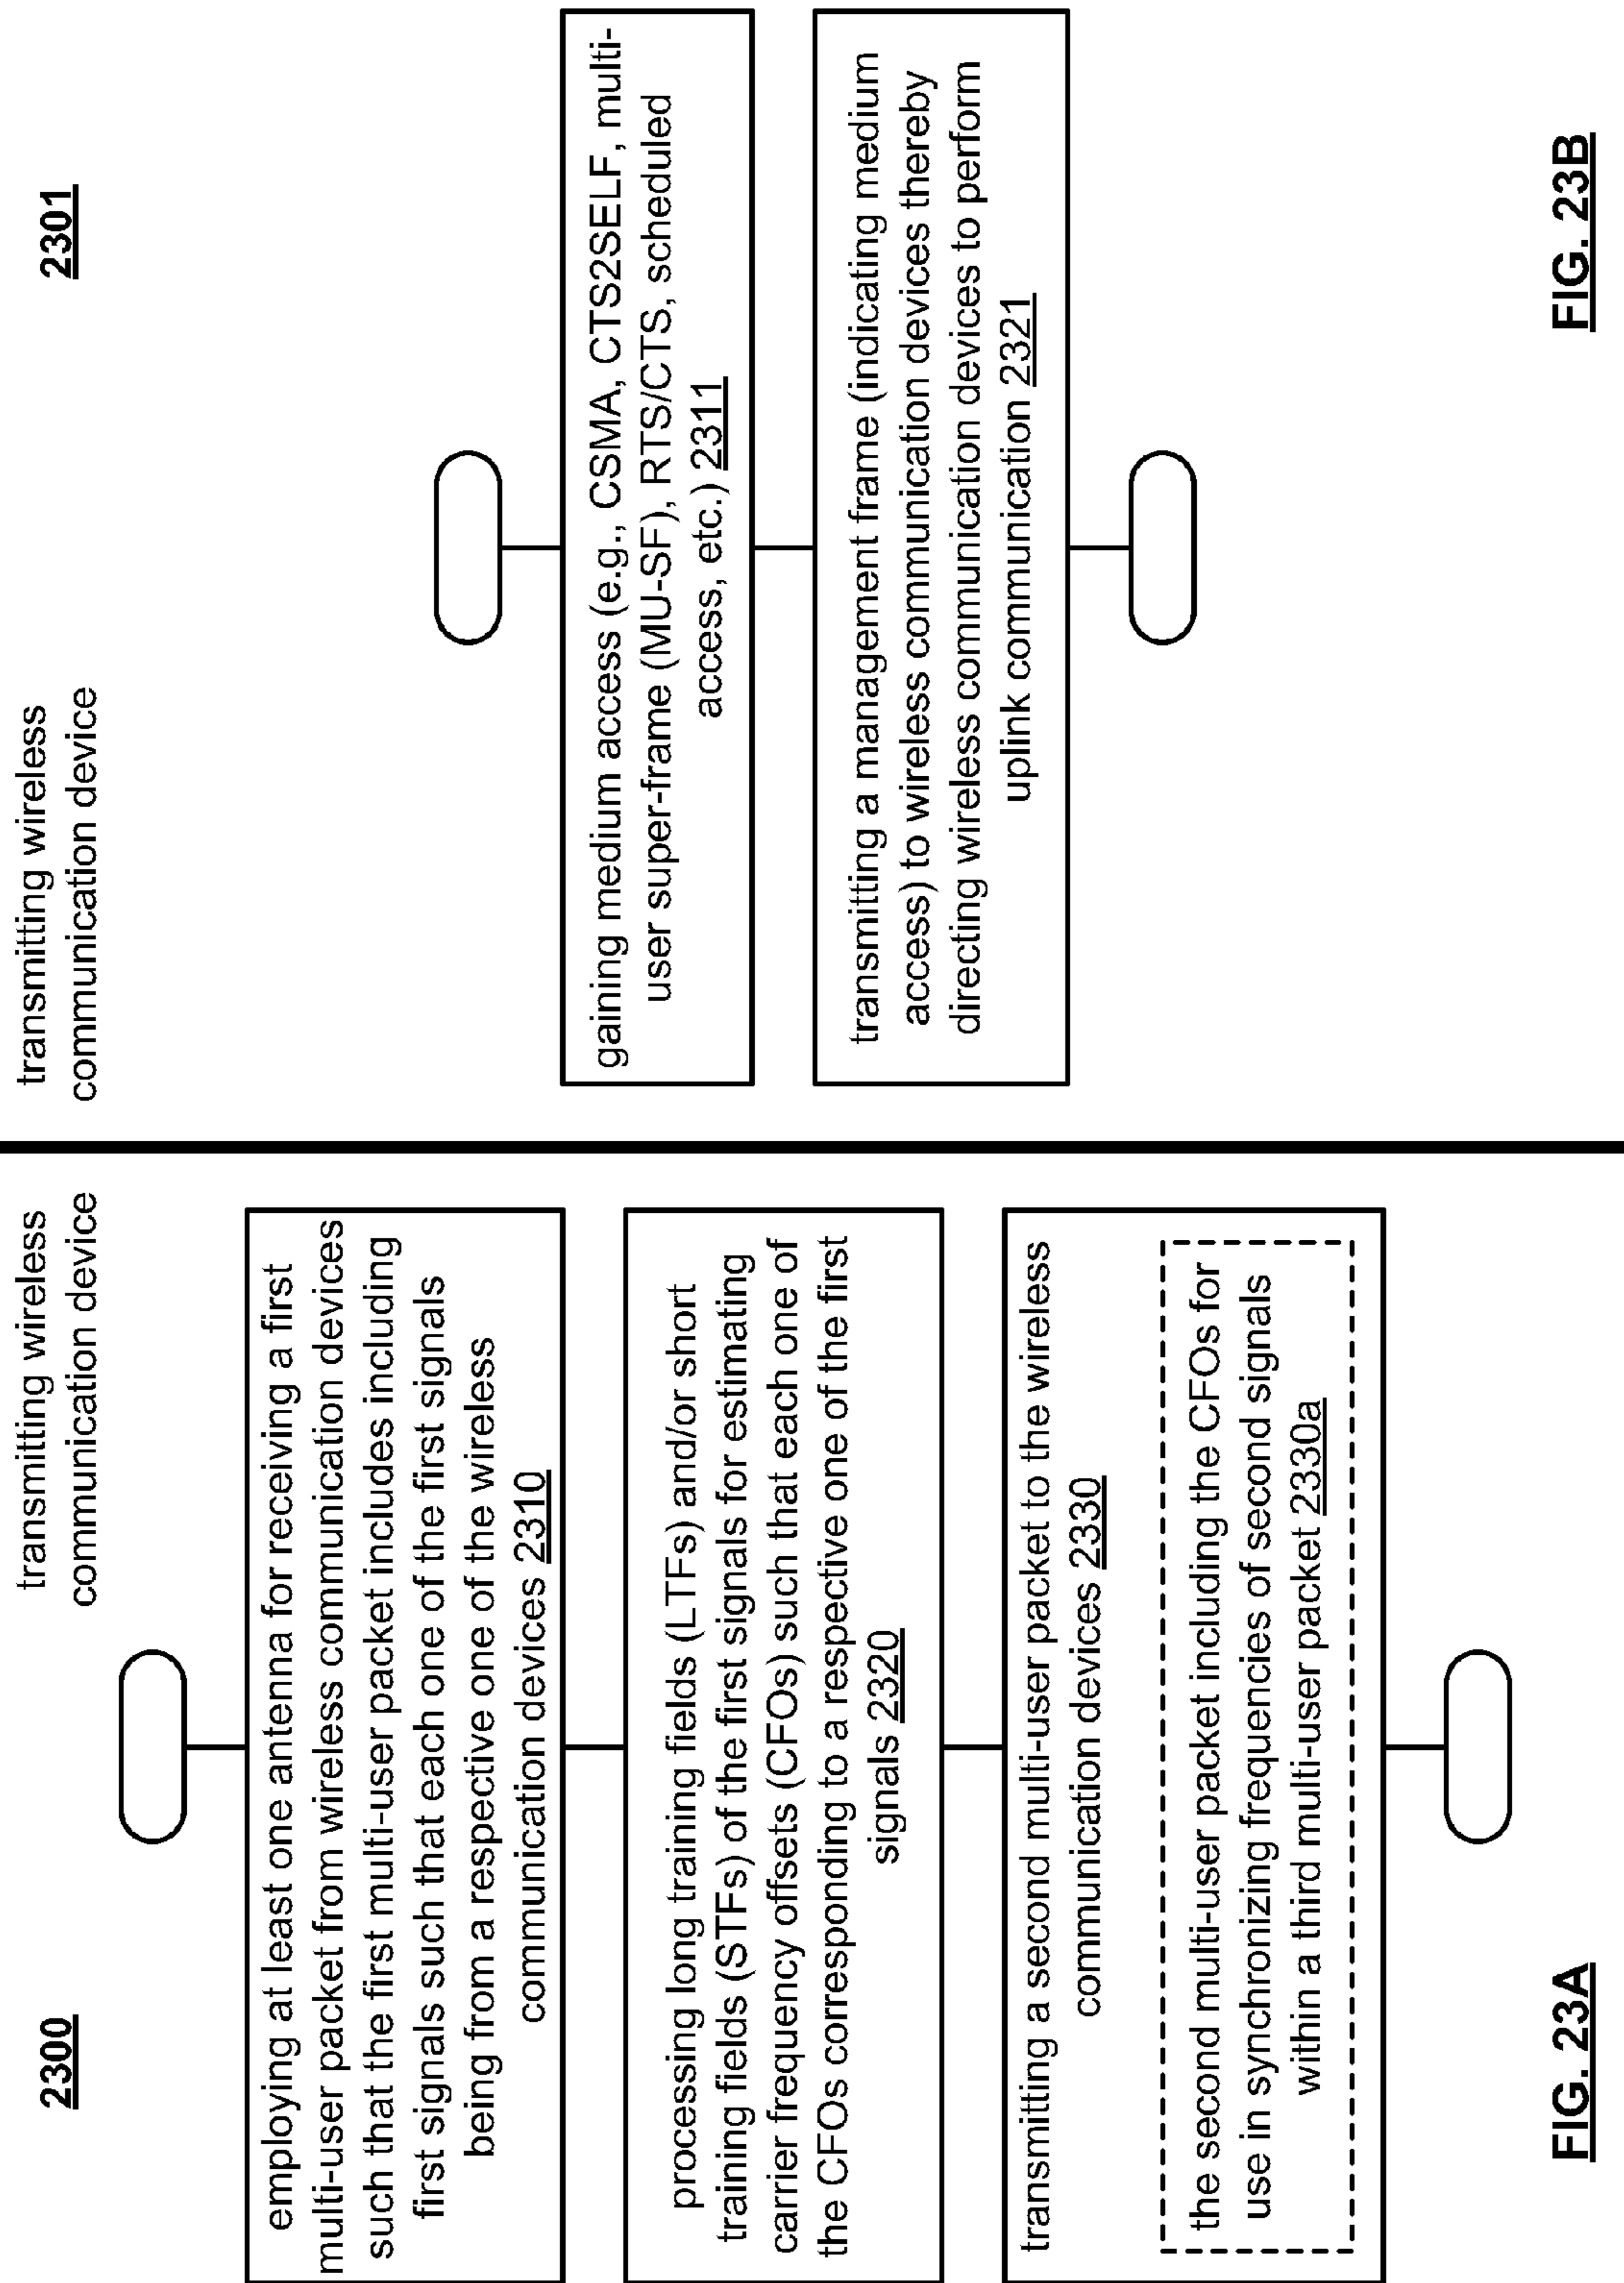 2300
transmitting wireless
communication device
employing at least one antenna for receiving a first
multi-user packet from wireless communication devices
such that the first multi-user packet includes including
first signals such that each one of the first signals
being from a respective one of the wireless
communication devices 2310
processing long training fields (LTFs) and/or short
training fields (STFs) of the first signals for estimating
carrier frequency offsets (CFOs) such that each one of
the CFOs corresponding to a respective one of the first
signals 2320
transmitting a second multi-user packet to the wireless
communication devices 2330
the second multi-user packet including the CFOs for
use in synchronizing frequencies of second signals
within a third multi-user packet 2330a
FIG. 23A
transmitting wireless
communication device
2301
gaining medium access (e.g., CSMA, CTS2SELF, multi-
user super-frame (MU-SF), RTS/CTS, scheduled
access, etc.) 2311
transmitting a management frame (indicating medium
access) to wireless communication devices thereby
directing wireless communication devices to perform
uplink communication 2321
FIG. 23B